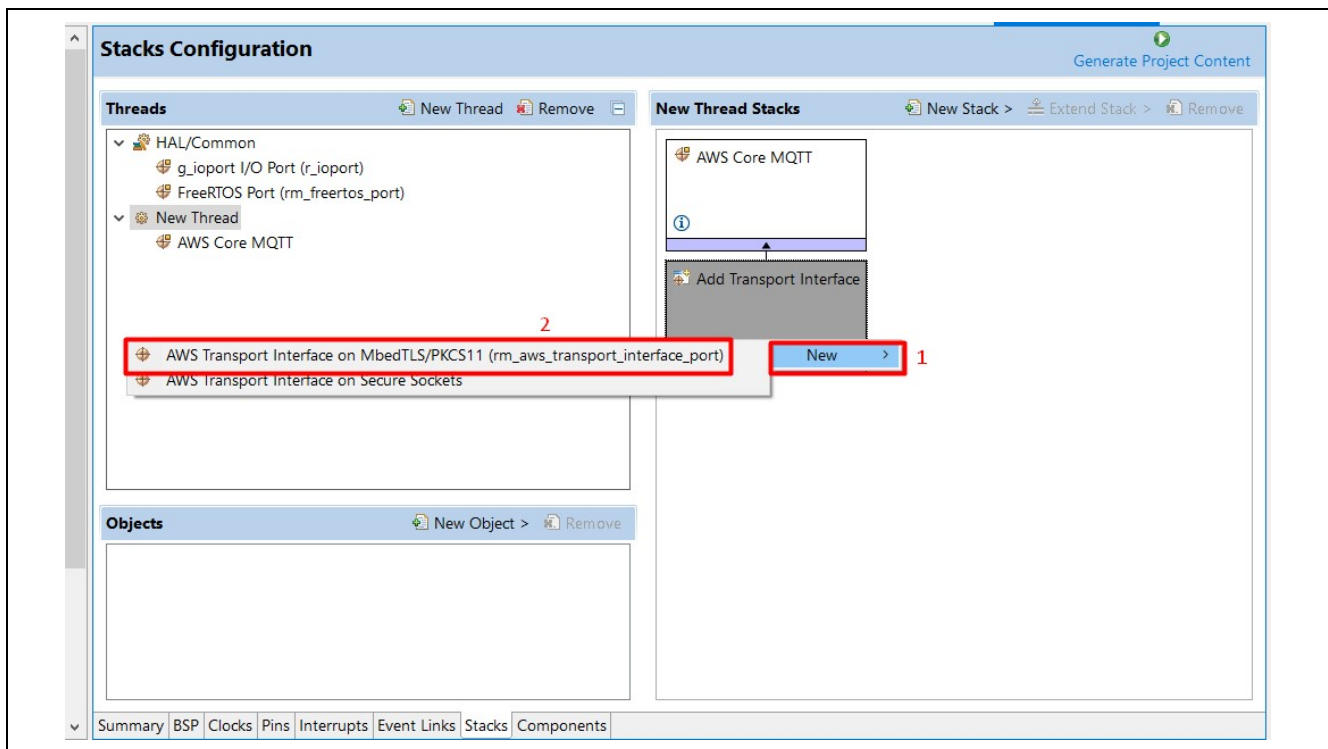 Stacks Configuration
Generate Project Content
Threads
New Thread
Remove
HAL/Common
g_ioport I/O Port (r_ioport)
FreeRTOS Port (rm_freertos_port)
New Thread
AWS Core MQTT
New Thread Stacks
New Stack >
Extend Stack >
Remove
AWS Core MQTT
Add Transport Interface
2
AWS Transport Interface on MbedTLS/PKCS11 (rm_aws_transport_interface_port)
New >
1
AWS Transport Interface on Secure Sockets
Objects
New Object >
Remove
Summary BSP Clocks Pins Interrupts Event Links Stacks Components